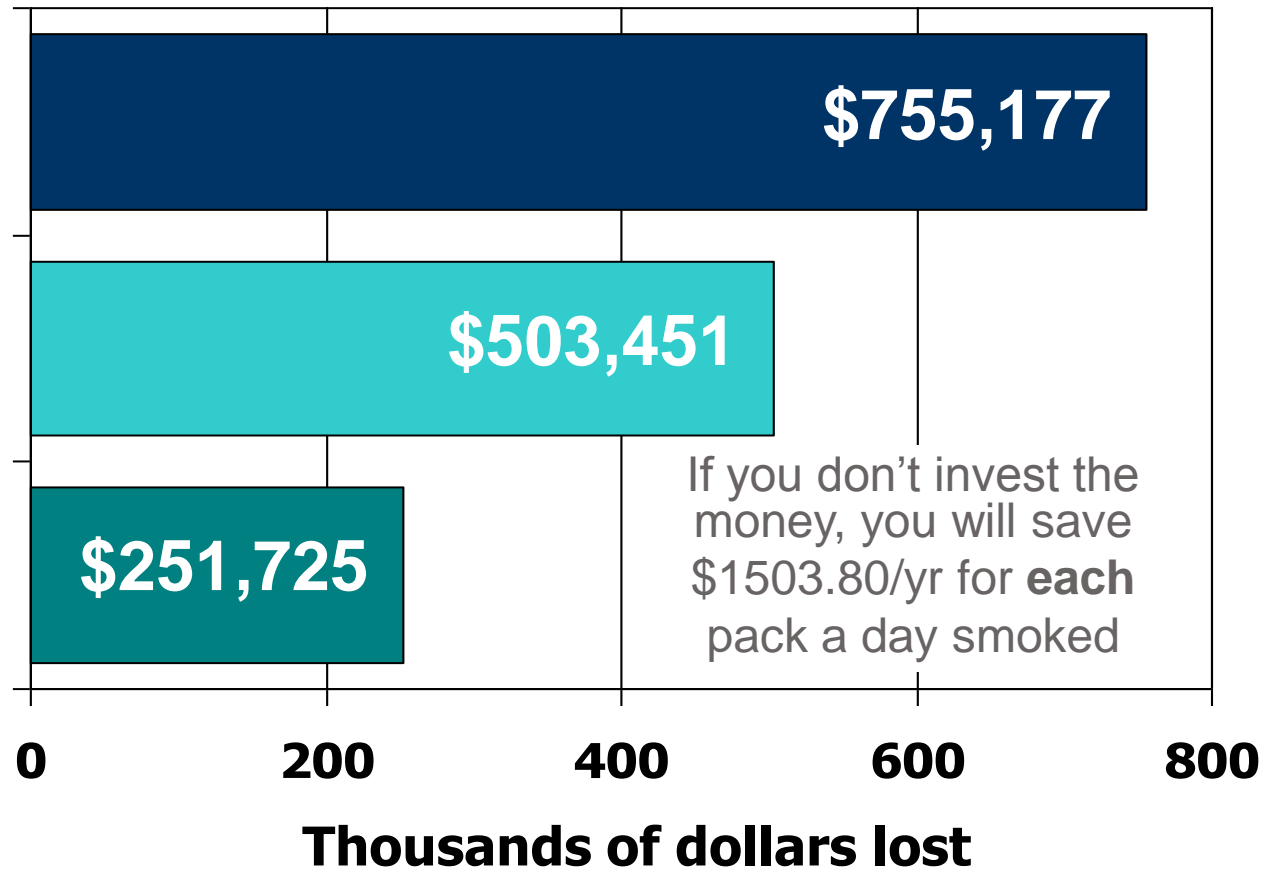 $755,177
$503,451
$251,725
If you don’t invest the
money, you will save
$1503.80/yr for each
pack a day smoked
0 200 400 600 800
Thousands of dollars lost